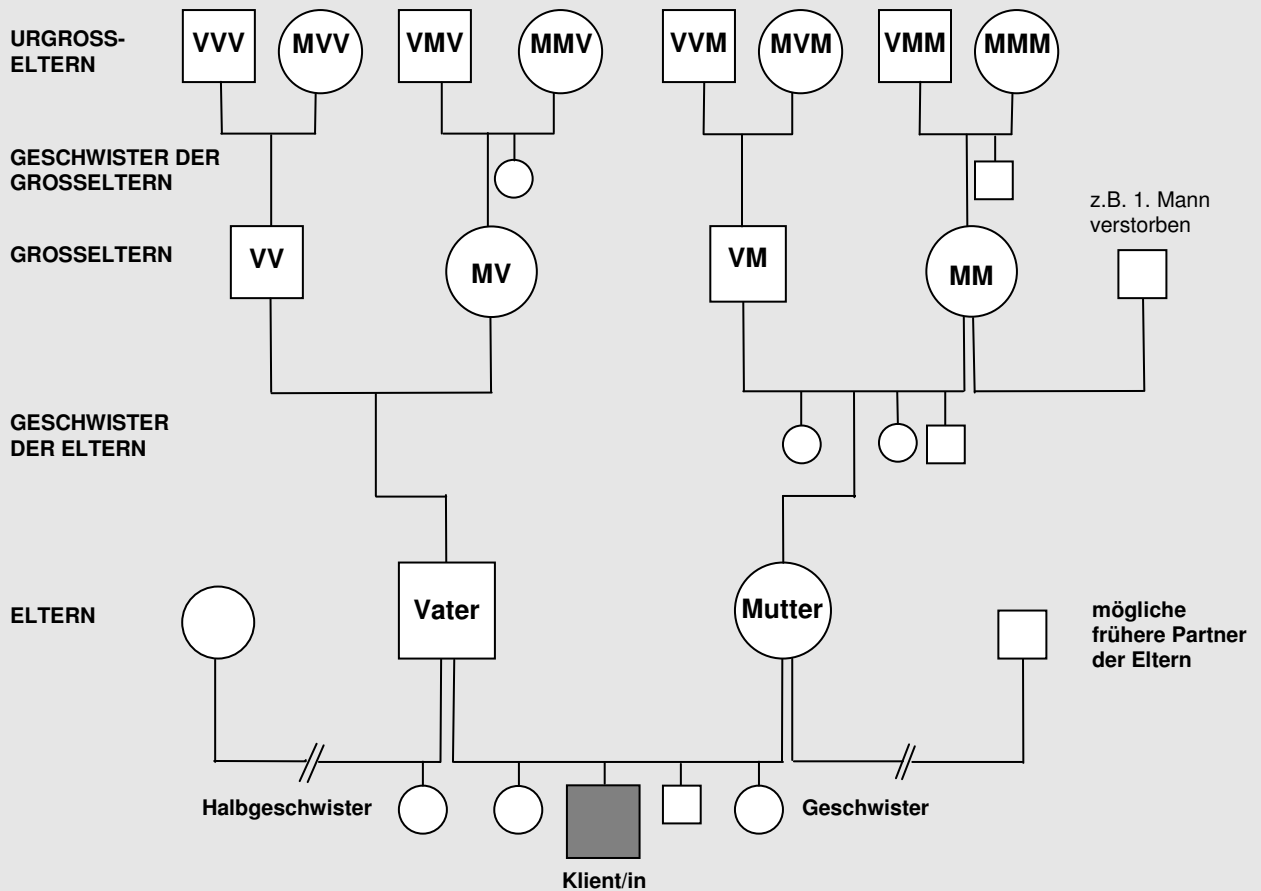 URGROSS-
ELTERN
VVV MVV VMV MMV VVM MVM VMM MMM
GESCHWISTER DER
GROSSELTERN
z.B. 1. Mann
verstorben
GROSSELTERN
VV MV VM MM
GESCHWISTER
DER ELTERN
ELTERN
Vater Mutter
mögliche
frühere Partner
der Eltern
Halbgeschwister Geschwister
Klient/in